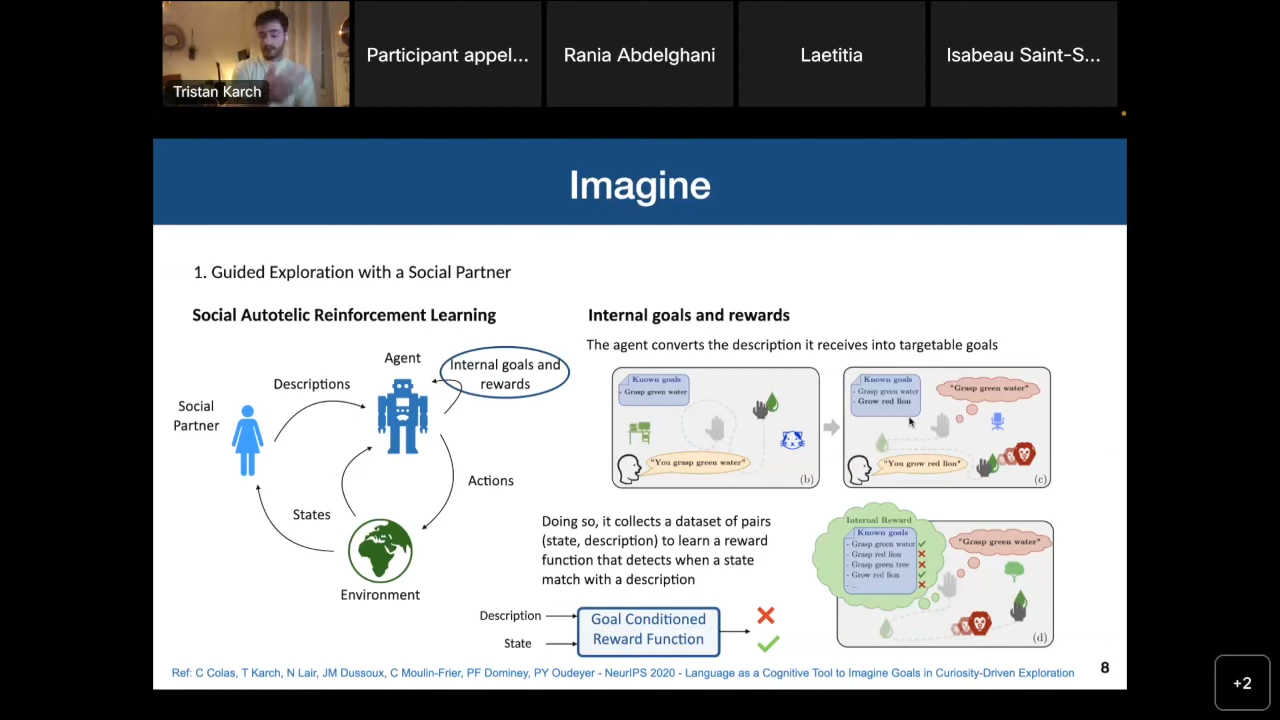 Tristan Karch
Participant appel...
Rania Abdelghani
Laetitia
Isabeau Saint-S...
Imagine
1. Guided Exploration with a Social Partner
Social Autotelic Reinforcement Learning
Agent
Internal goals and
rewards
Descriptions
Social
Partner
Actions
States
Environment
Internal goals and rewards
The agent converts the description it receives into targetable goals
Known goals
- Grasp green water
"You grasp green water"
(b)
Known goals
- Grasp green water
- Grow red lion
"Grasp green water"
"You grow red lion"
(c)
Doing so, it collects a dataset of pairs
(state, description) to learn a reward
function that detects when a state
match with a description
Internal Reward
Known goals
- Grasp green water
- Grasp red lion
- Grasp green tree
- Grow red lion
- ...
"Grasp green water"
(d)
Description
State
Goal Conditioned
Reward Function
Ref: C Colas, T Karch, N Lair, JM Dussoux, C Moulin-Frier, PF Dominey, PY Oudeyer - NeurIPS 2020 - Language as a Cognitive Tool to Imagine Goals in Curiosity-Driven Exploration
8
+2